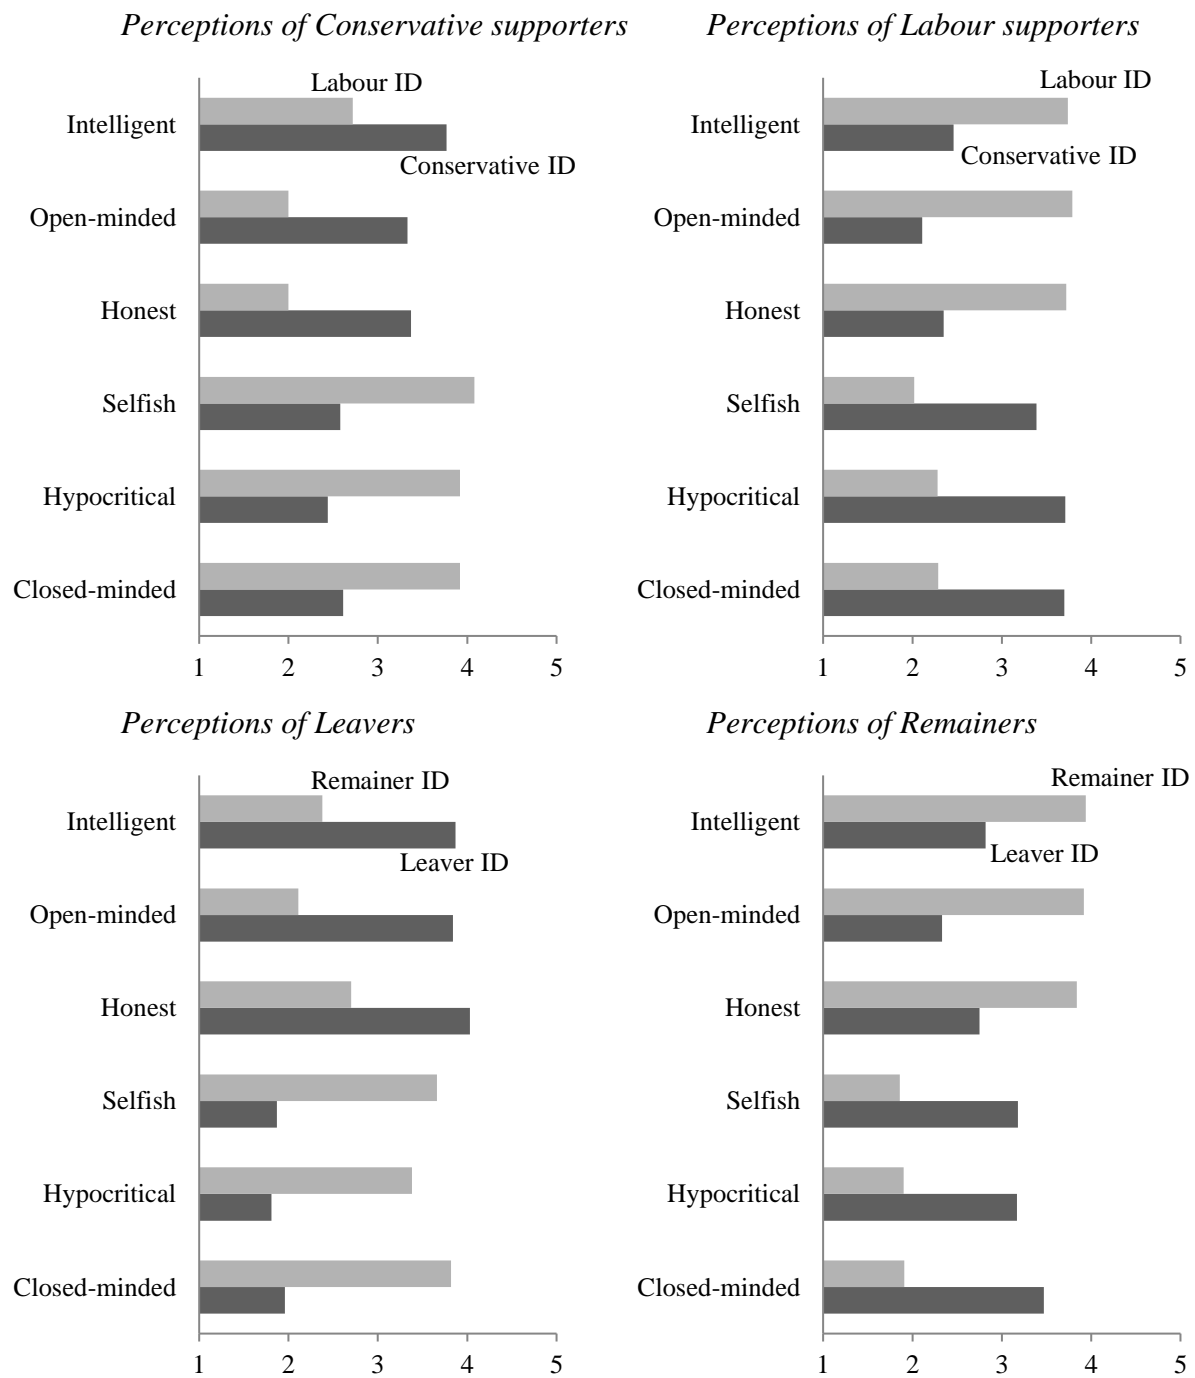 Perceptions of Conservative supporters
Labour ID
Intelligent
Conservative ID
Open-minded
Honest
Selfish
Hypocritical
Closed-minded
1 2 3 4 5
Perceptions of Labour supporters
Labour ID
Intelligent
Conservative ID
Open-minded
Honest
Selfish
Hypocritical
Closed-minded
1 2 3 4 5
Perceptions of Leavers
Remainer ID
Intelligent
Leaver ID
Open-minded
Honest
Selfish
Hypocritical
Closed-minded
1 2 3 4 5
Perceptions of Remainers
Remainer ID
Intelligent
Leaver ID
Open-minded
Honest
Selfish
Hypocritical
Closed-minded
1 2 3 4 5